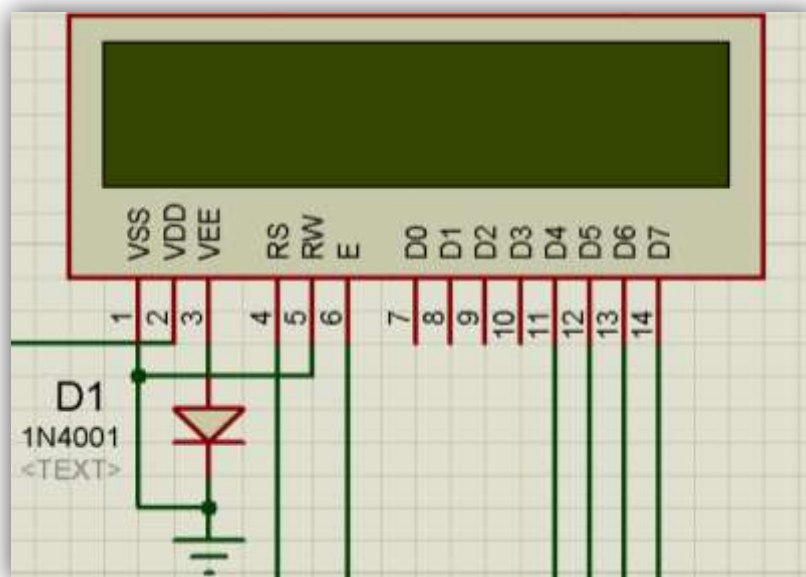 VSS VDD VEE RS RW E D0 D1 D2 D3 D4 D5 D6 D7
1 2 3 4 5 6 7 8 9 10 11 12 13 14
D1
1N4001
<TEXT>